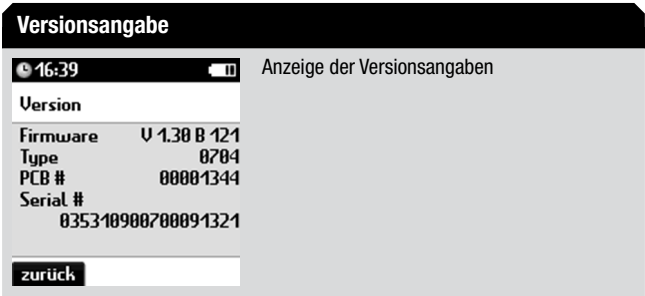 Versionsangabe
16:39
Anzeige der Versionsangaben
Version
Firmware V 1.30 B 121
Type 0704
PCB # 00001344
Serial #
035310900700091321
zurück